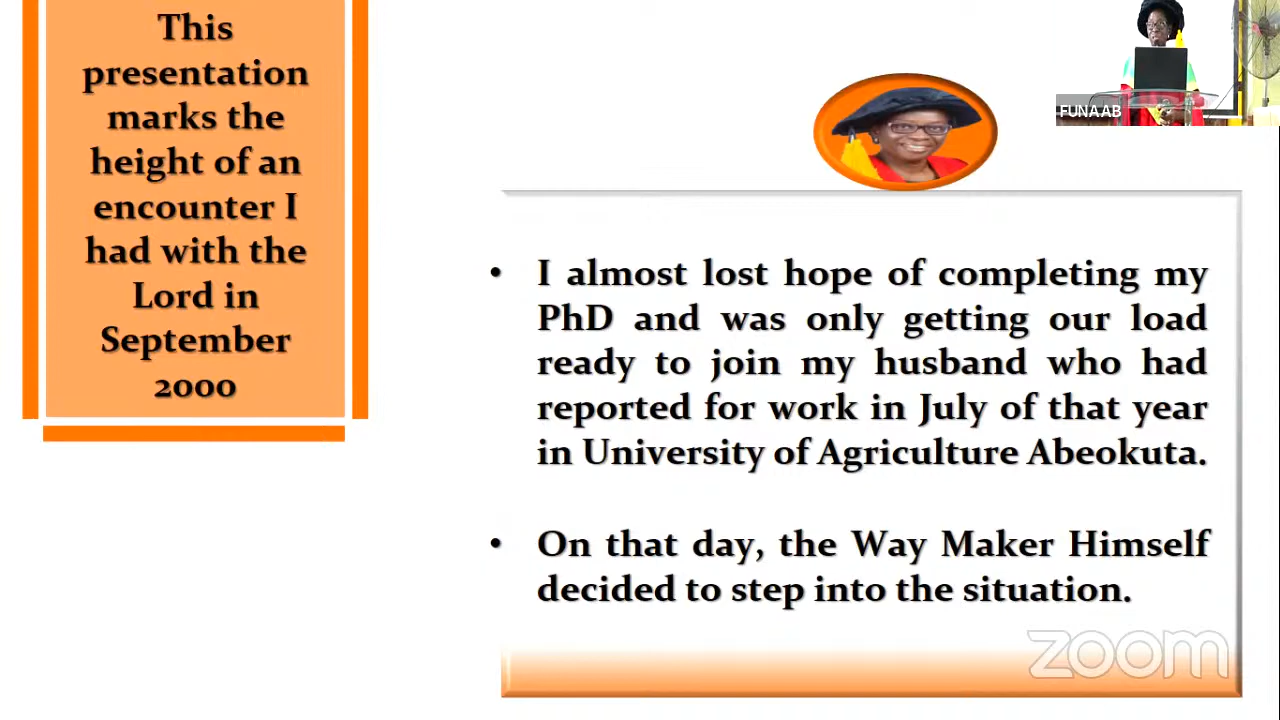 This
presentation
marks the
height of an
encounter I
had with the
Lord in
September
2000
FUNAAB
• I almost lost hope of completing my
PhD and was only getting our load
ready to join my husband who had
reported for work in July of that year
in University of Agriculture Abeokuta.
• On that day, the Way Maker Himself
decided to step into the situation.
zoom